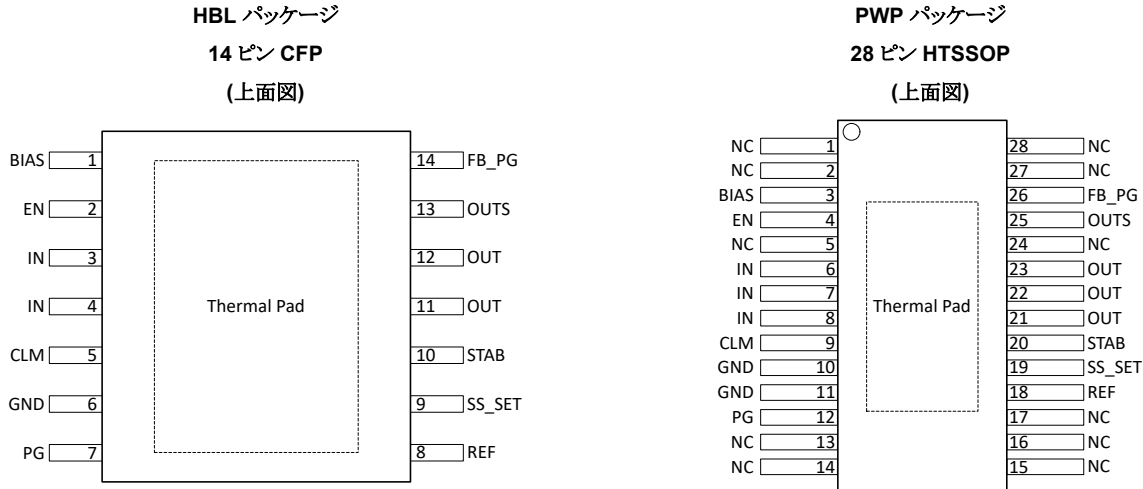 HBL パッケージ
14 ピン CFP
(上面図)
BIAS 1
EN 2
IN 3
IN 4
CLM 5
GND 6
PG 7
Thermal Pad
14 FB_PG
13 OUTS
12 OUT
11 OUT
10 STAB
9 SS_SET
8 REF
PWP パッケージ
28 ピン HTSSOP
(上面図)
NC 1
NC 2
BIAS 3
EN 4
NC 5
IN 6
IN 7
IN 8
CLM 9
GND 10
GND 11
PG 12
NC 13
NC 14
Thermal Pad
28 NC
27 NC
26 FB_PG
25 OUTS
24 NC
23 OUT
22 OUT
21 OUT
20 STAB
19 SS_SET
18 REF
17 NC
16 NC
15 NC